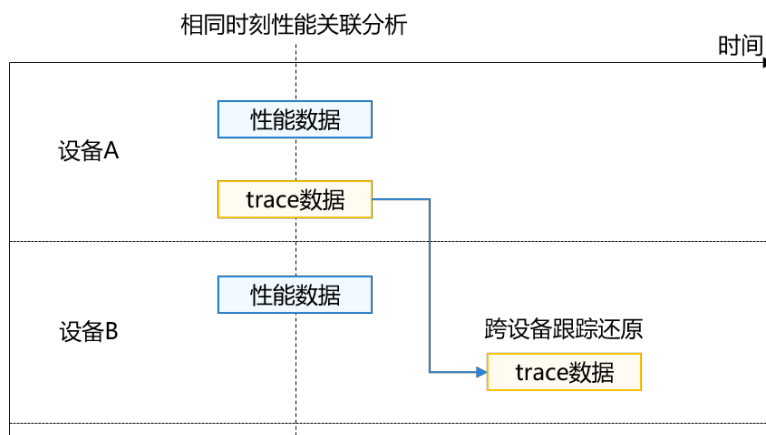 相同时刻性能关联分析
时间
性能数据
设备A
trace数据
性能数据
设备B
跨设备跟踪还原
trace数据